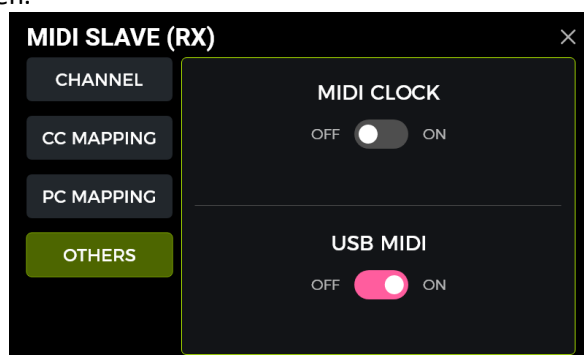 MIDI SLAVE (RX)
CHANNEL
CC MAPPING
PC MAPPING
OTHERS
MIDI CLOCK
OFF ON
USB MIDI
OFF ON